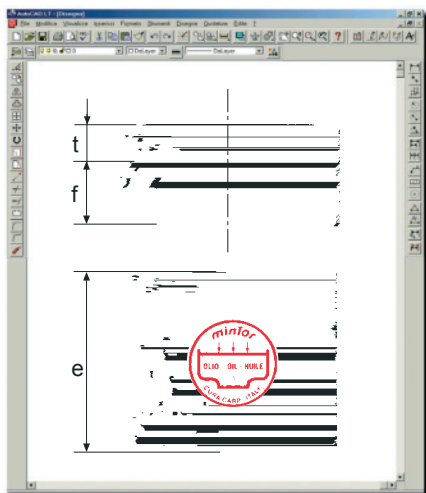 AutoCAD LT - [Disegno]
File Modifica Visualizza Inserisci Formato Strumenti Disegna Quotatura Edita ?
DaLayer DaLayer
t
f
e
minfor
OLIO OIL - HUILE
CURA CARP. ITALY